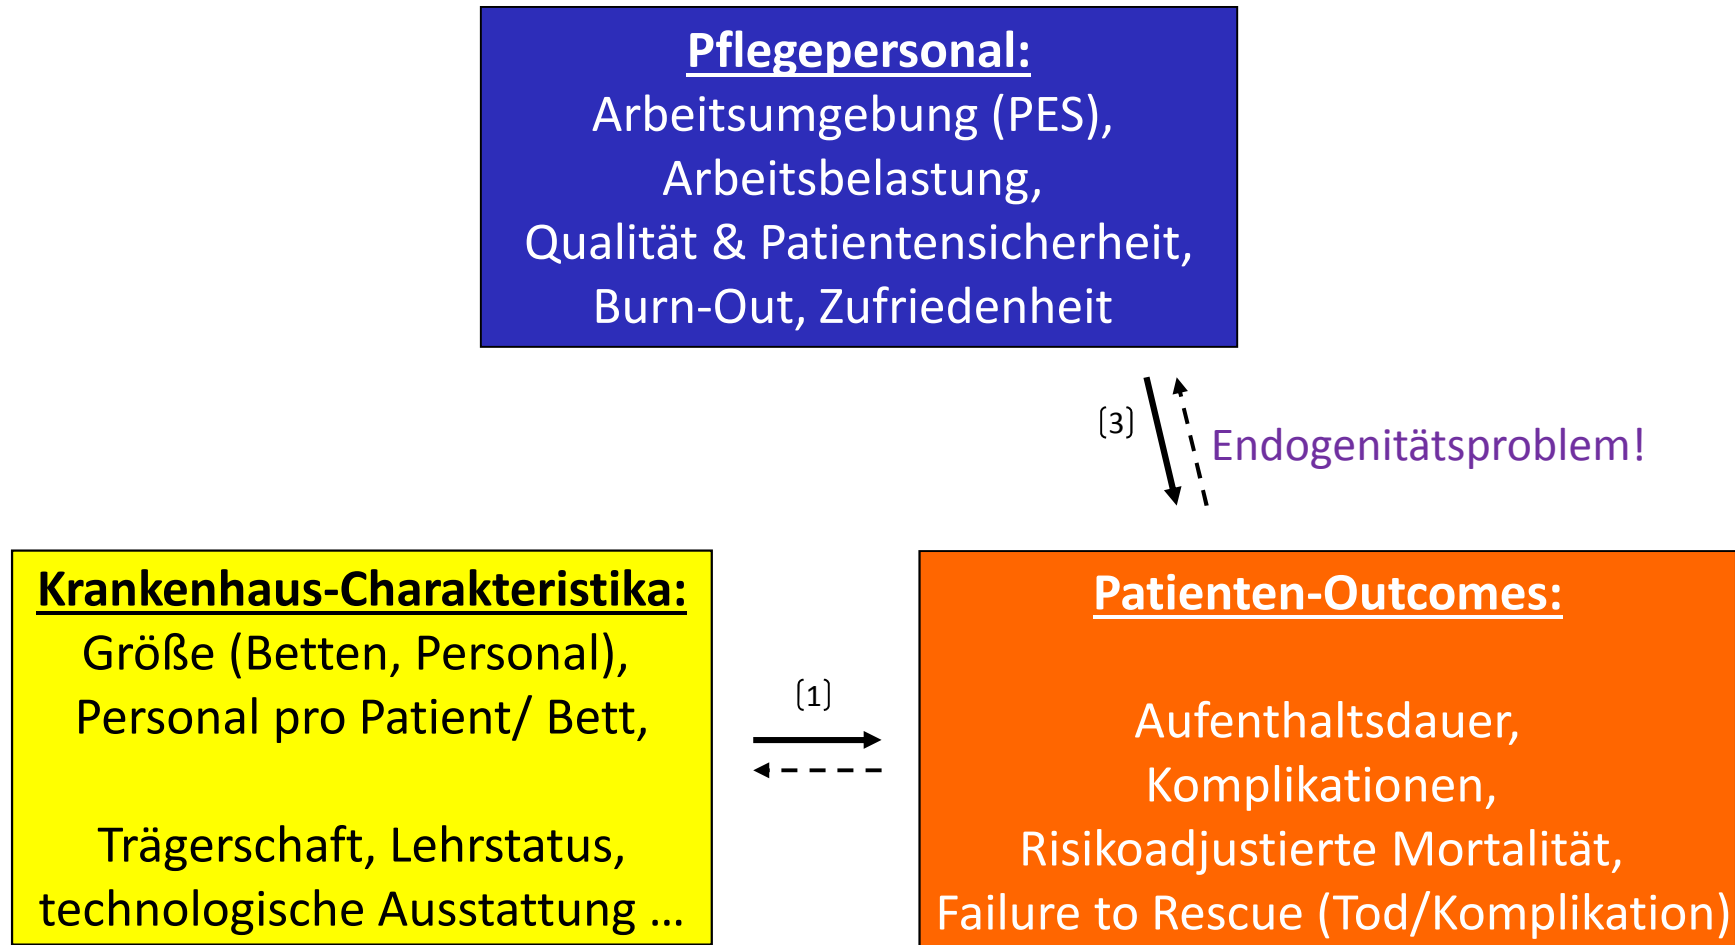 Pflegepersonal:
Arbeitsumgebung (PES),
Arbeitsbelastung,
Qualität & Patientensicherheit,
Burn-Out, Zufriedenheit
(3)
Endogenitätsproblem!
Krankenhaus-Charakteristika:
Größe (Betten, Personal),
Personal pro Patient/ Bett,
Trägerschaft, Lehrstatus,
technologische Ausstattung ...
(1)
Patienten-Outcomes:
Aufenthaltsdauer,
Komplikationen,
Risikoadjustierte Mortalität,
Failure to Rescue (Tod/Komplikation)